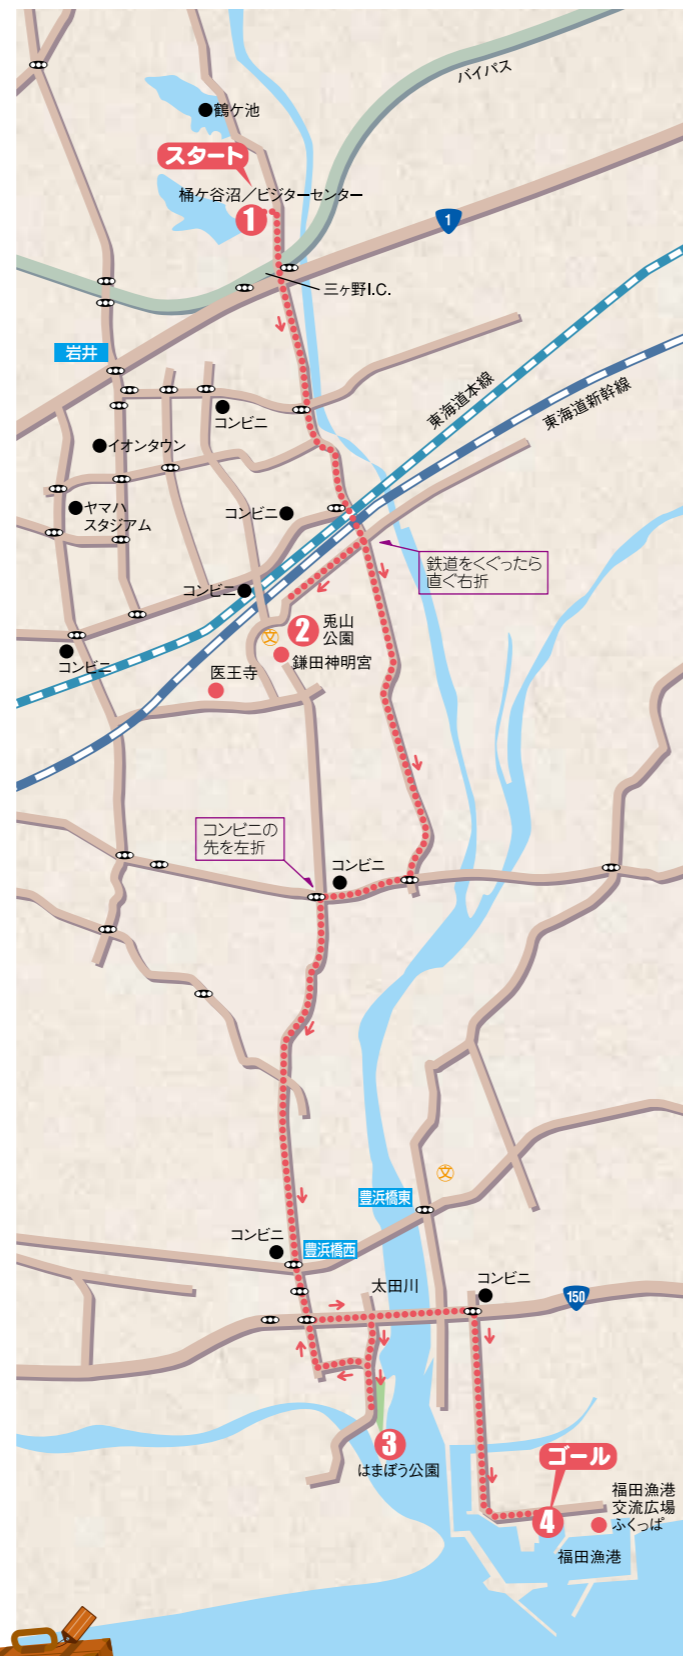 バイパス
鶴ケ池
スタート
桶ケ谷沼／ビジターセンター
1
1
三ヶ野I.C.
岩井
東海道本線
東海道新幹線
コンビニ
イオンタウン
ヤマハ
スタジアム
コンビニ
鉄道をくぐったら
直ぐ右折
コンビニ
2
兎山
公園
文
鎌田神明宮
コンビニ
医王寺
コンビニの
先を左折
コンビニ
文
豊浜橋東
コンビニ
豊浜橋西
太田川
コンビニ
150
3
はまぼう公園
ゴール
4
福田漁港
交流広場
ふくっぱ
福田漁港